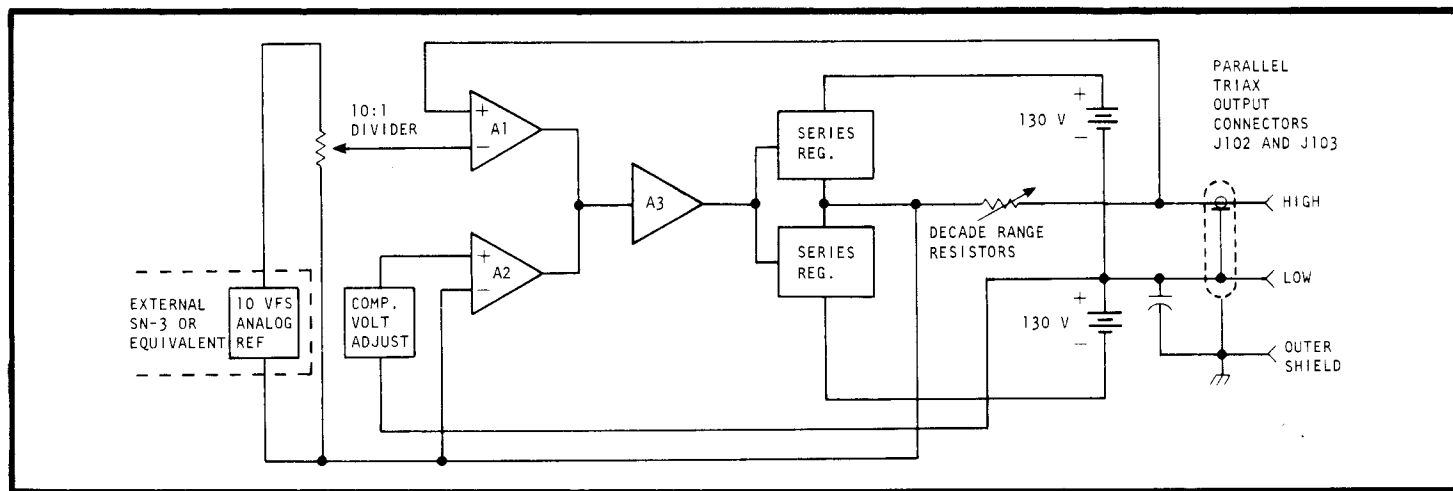 10:1
DIVIDER
+
A1
−
A3
+
A2
−
EXTERNAL
SN-3 OR
EQUIVALENT
10 VFS
ANALOG
REF
COMP.
VOLT
ADJUST
SERIES
REG.
SERIES
REG.
+
130 V
−
DECADE RANGE
RESISTORS
+
130 V
−
PARALLEL
TRIAX
OUTPUT
CONNECTORS
J102 AND J103
HIGH
LOW
OUTER
SHIELD